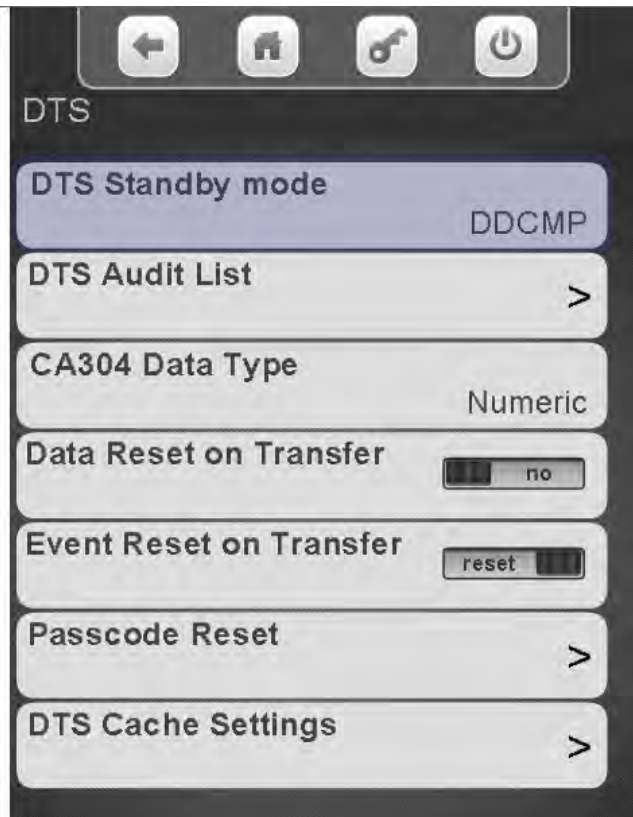 DTS
DTS Standby mode
DDCMP
DTS Audit List
>
CA304 Data Type
Numeric
Data Reset on Transfer
no
Event Reset on Transfer
reset
Passcode Reset
>
DTS Cache Settings
>